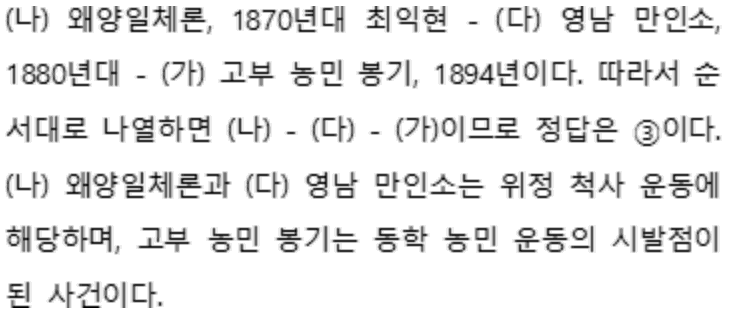 (나) 왜양일체론, 1870년대 최익현 - (다) 영남 만인소,
1880년대 - (가) 고부 농민 봉기, 1894년이다. 따라서 순
서대로 나열하면 (나) - (다) - (가)이므로 정답은 ③이다.
(나) 왜양일체론과 (다) 영남 만인소는 위정 척사 운동에
해당하며, 고부 농민 봉기는 동학 농민 운동의 시발점이
된 사건이다.